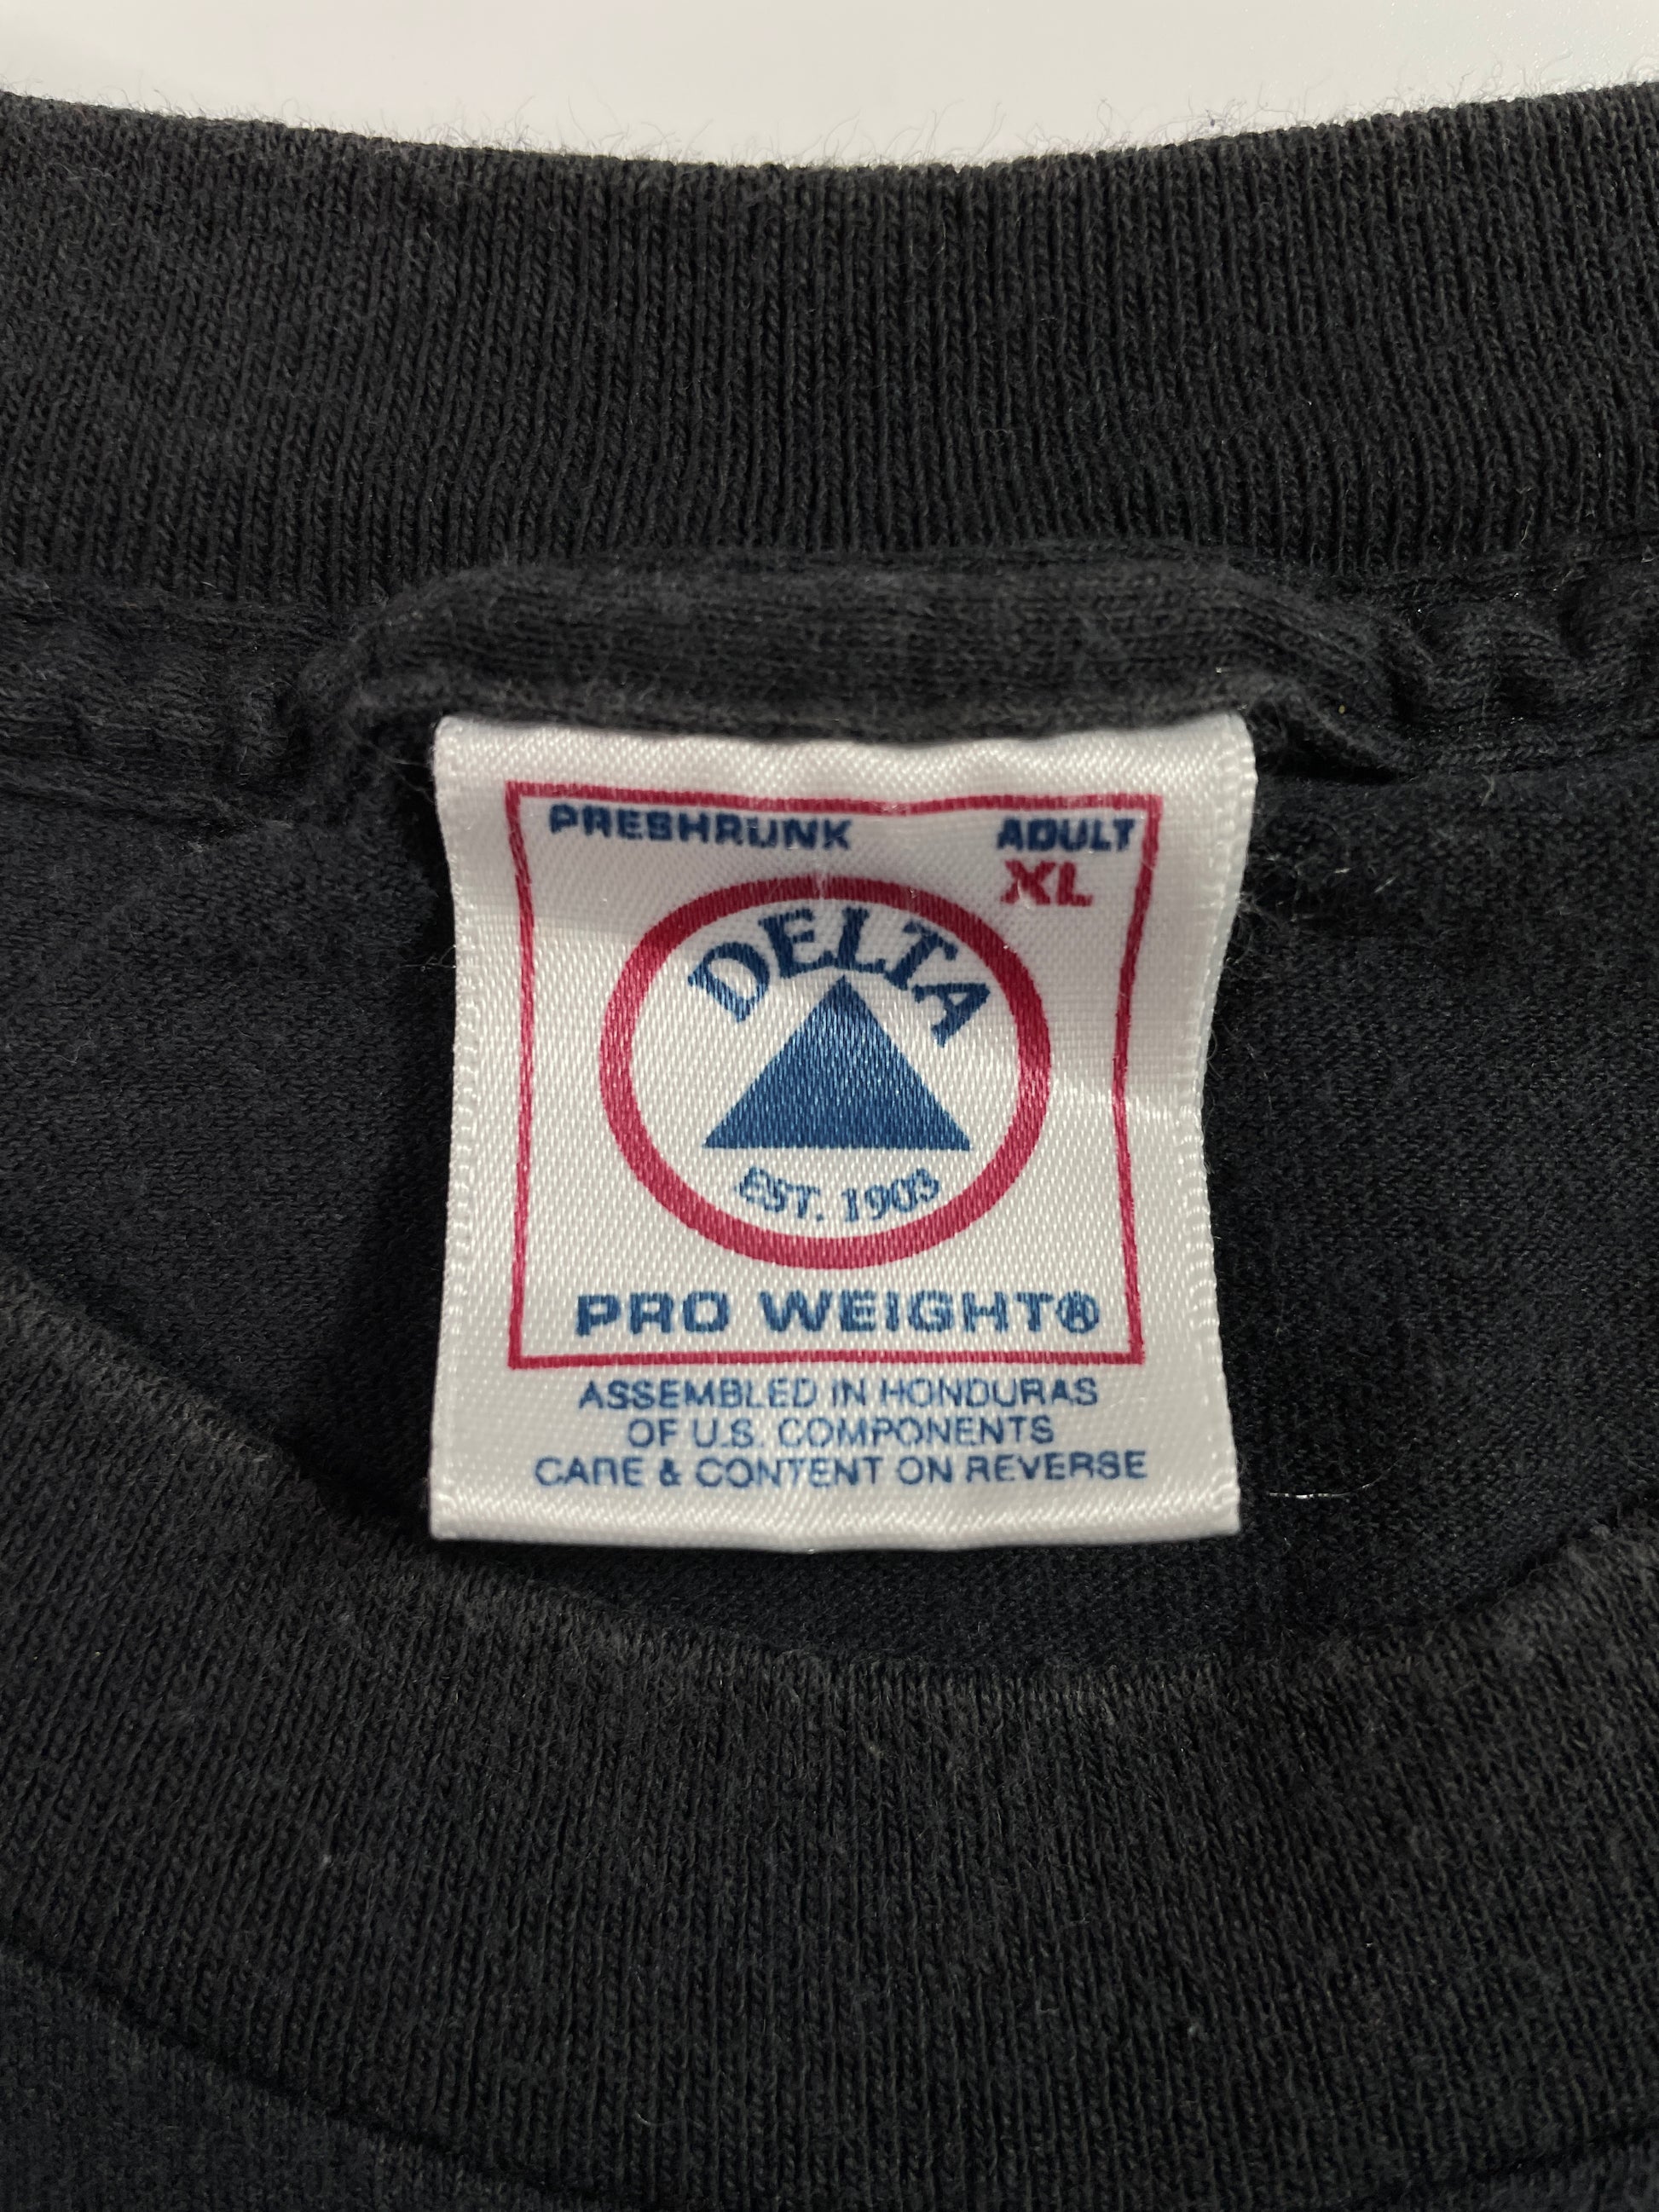 PRESHRUNK ADULT
XL
DELTA
EST. 1903
PRO WEIGHT®
ASSEMBLED IN HONDURAS
OF U.S. COMPONENTS
CARE & CONTENT ON REVERSE